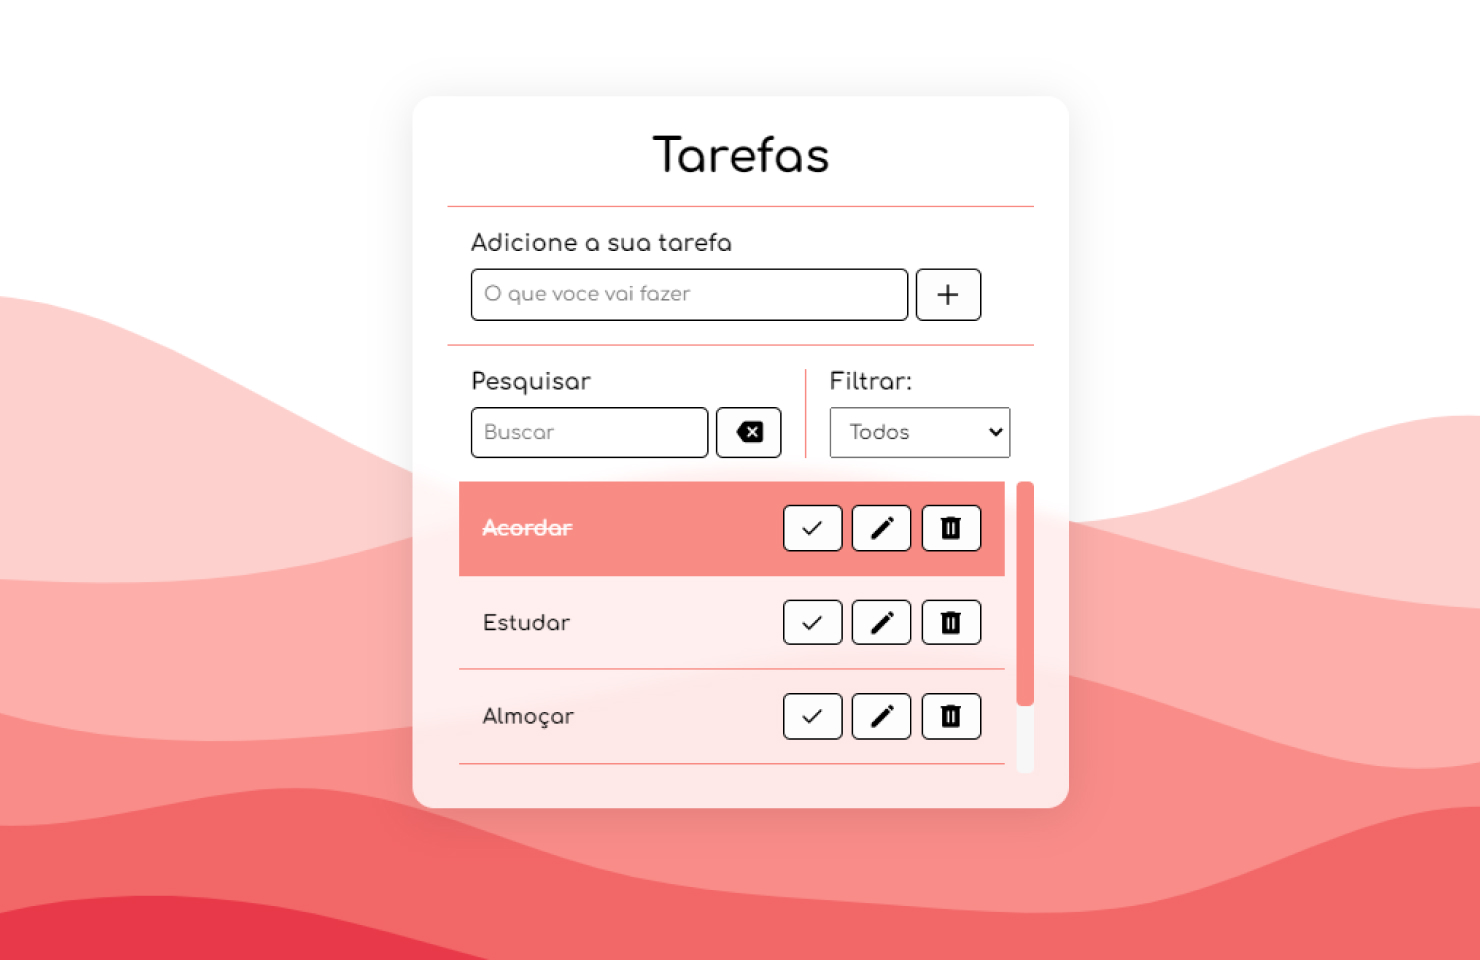 Tarefas
Adicione a sua tarefa
O que voce vai fazer
Pesquisar
Filtrar:
Buscar
Todos
Acordar
Estudar
Almoçar